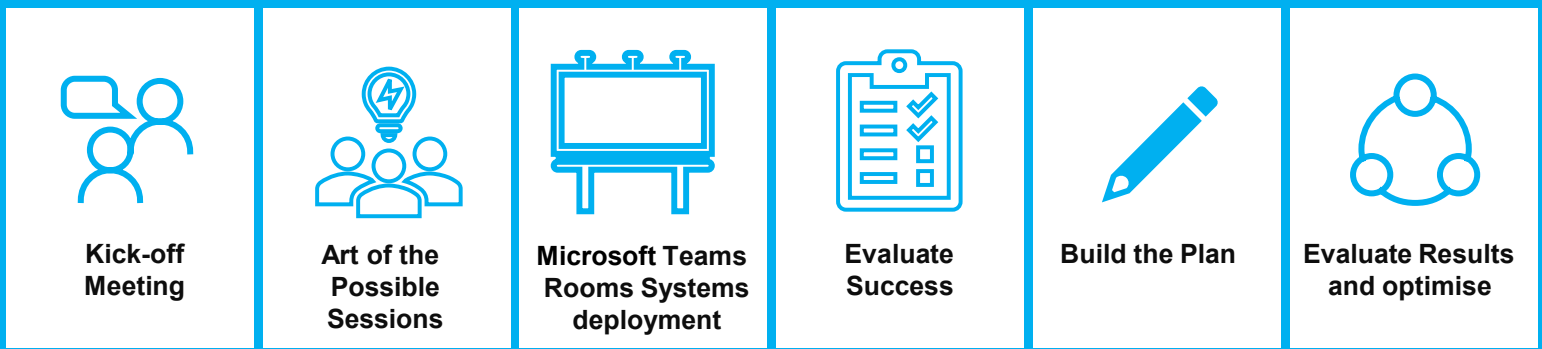 Kick-off
Meeting
Art of the
Possible
Sessions
Microsoft Teams
Rooms Systems
deployment
Evaluate
Success
Build the Plan
Evaluate Results
and optimise